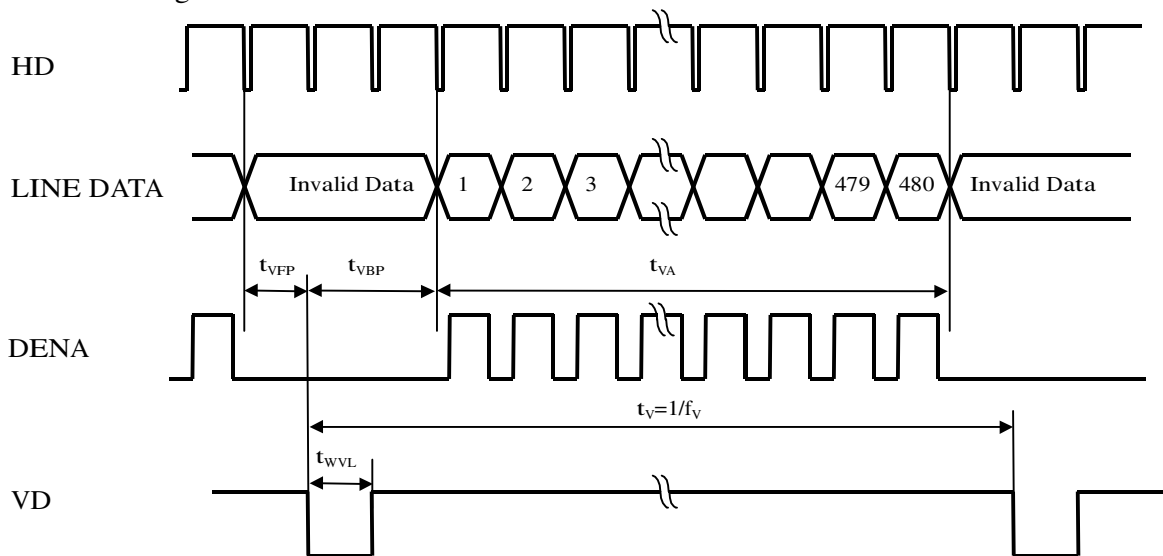 HD
LINE DATA
Invalid Data 1 2 3 479 480 Invalid Data
tVFP tVBP tVA
DENA
tV=1/fV
tWVL
VD